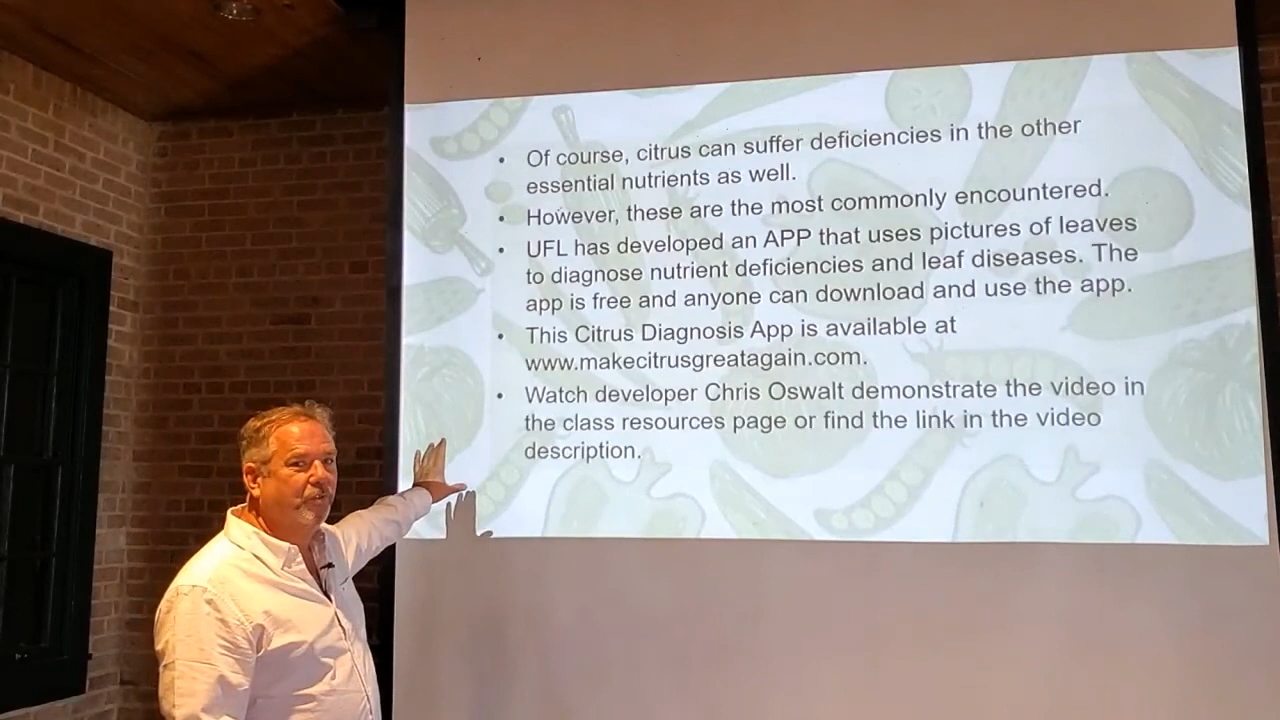 • Of course, citrus can suffer deficiencies in the other
essential nutrients as well.
• However, these are the most commonly encountered.
• UFL has developed an APP that uses pictures of leaves
to diagnose nutrient deficiencies and leaf diseases. The
app is free and anyone can download and use the app.
• This Citrus Diagnosis App is available at
www.makecitrusgreatagain.com.
• Watch developer Chris Oswalt demonstrate the video in
the class resources page or find the link in the video
description.